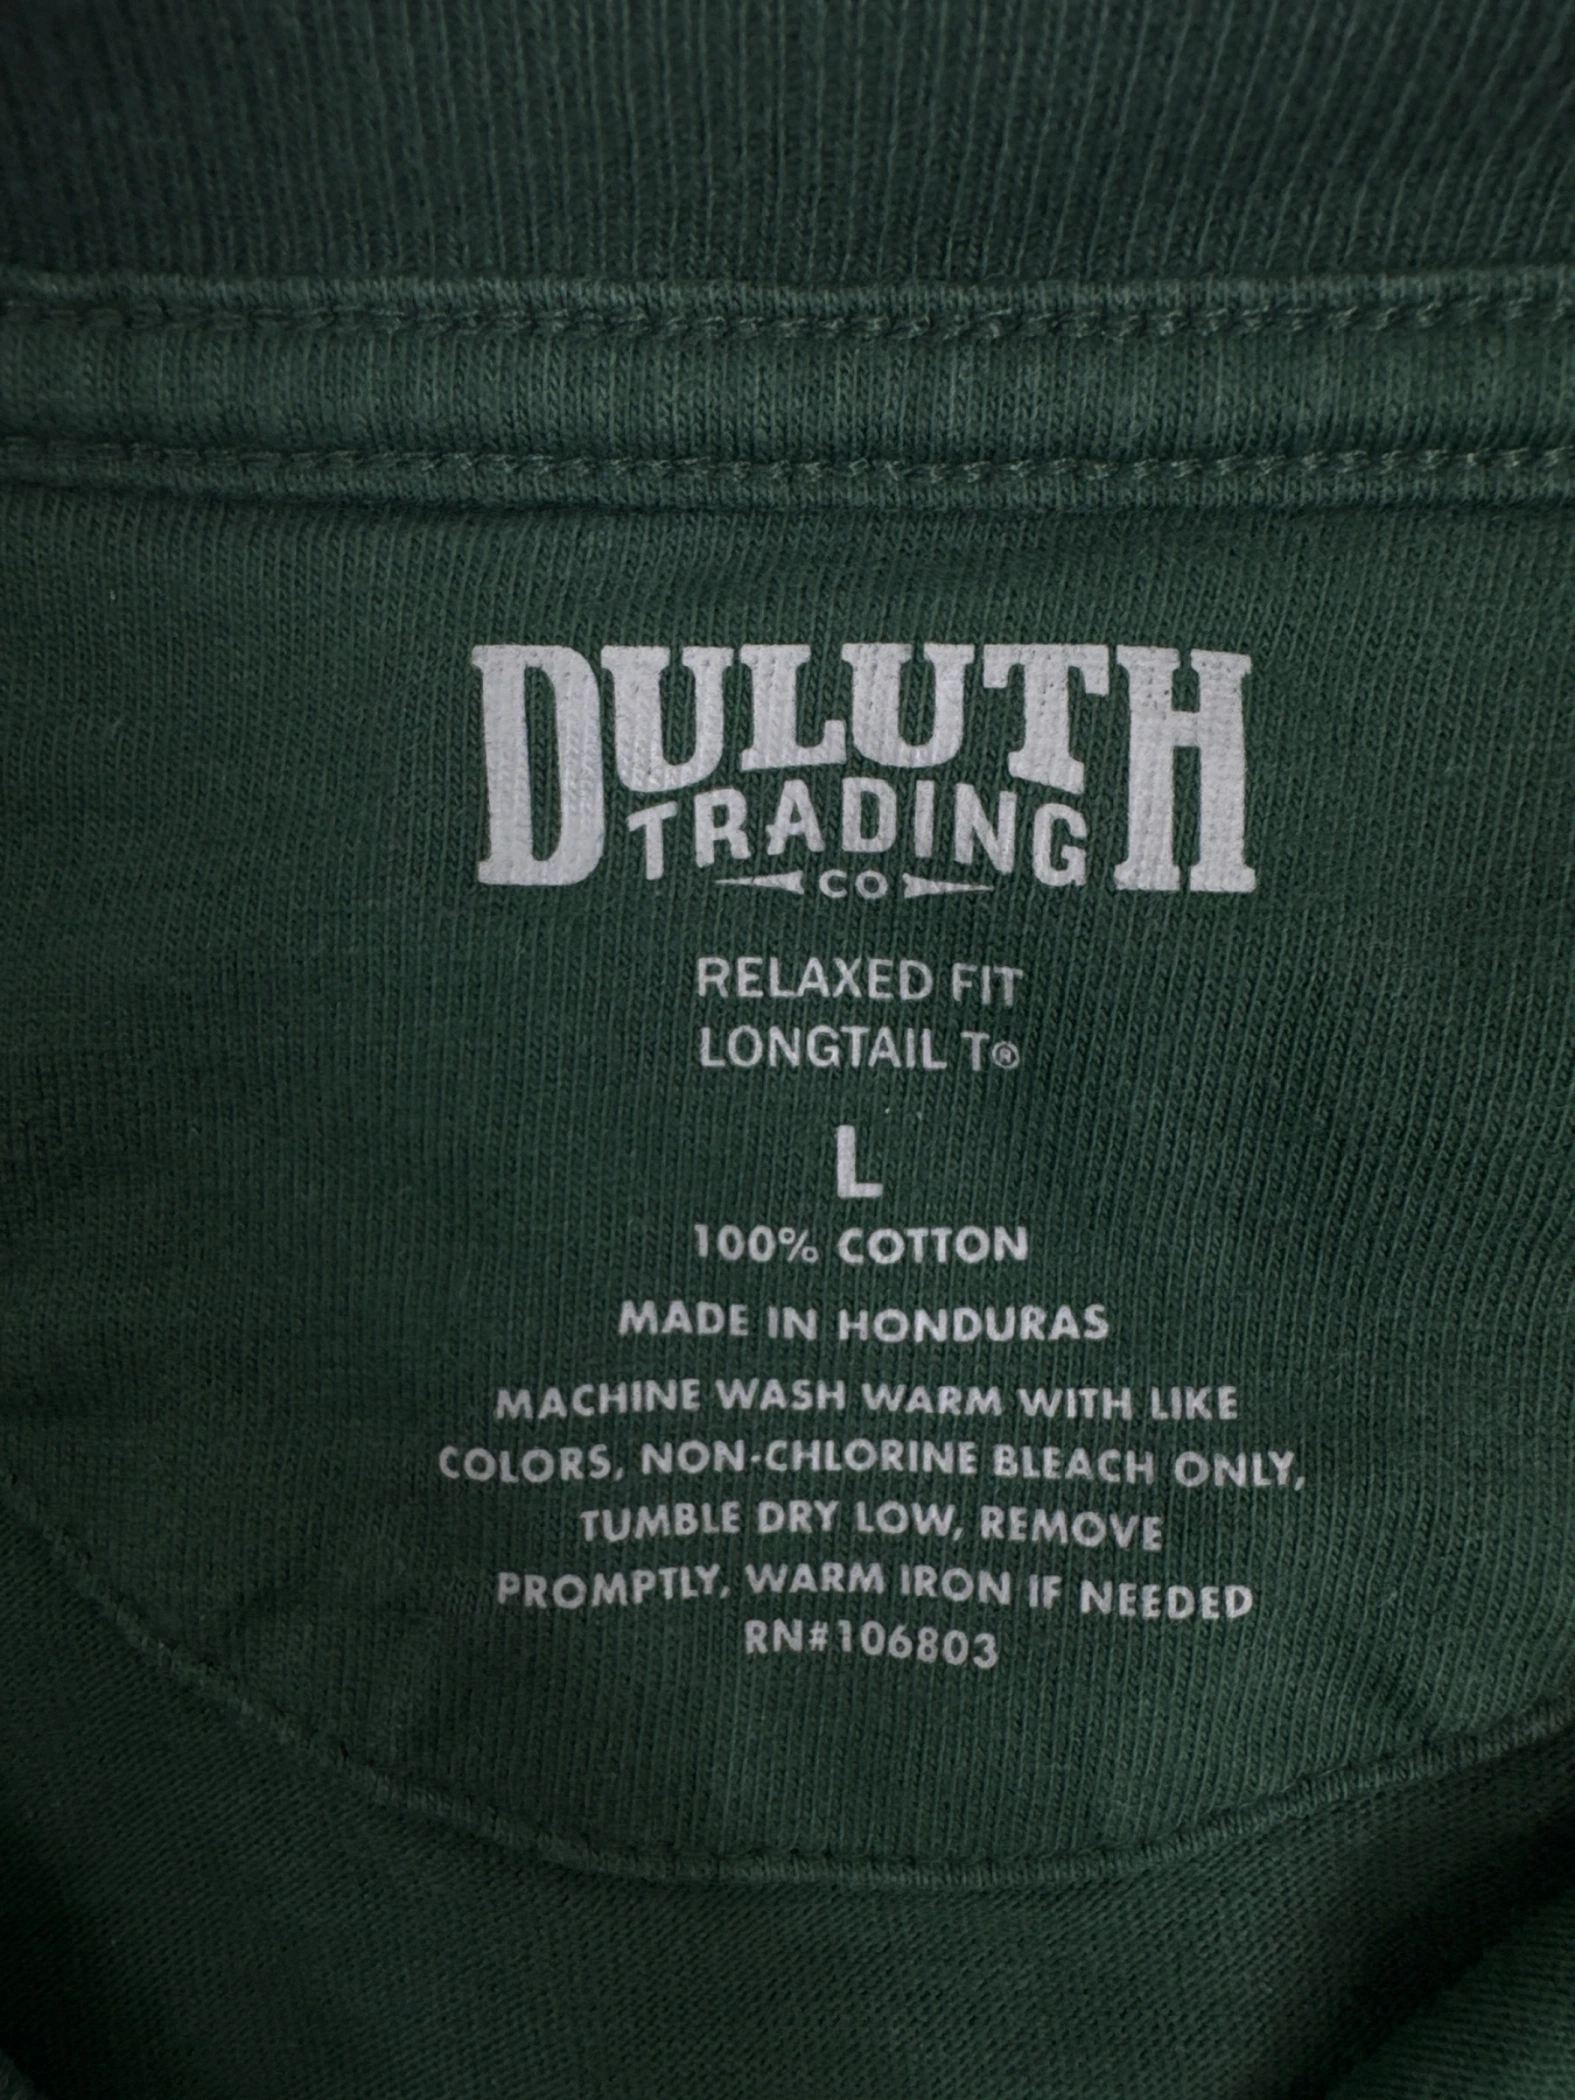 DULUTH
TRADING
CO
RELAXED FIT
LONGTAIL T®
L
100% COTTON
MADE IN HONDURAS
MACHINE WASH WARM WITH LIKE
COLORS, NON-CHLORINE BLEACH ONLY,
TUMBLE DRY LOW, REMOVE
PROMPTLY, WARM IRON IF NEEDED
RN#106803